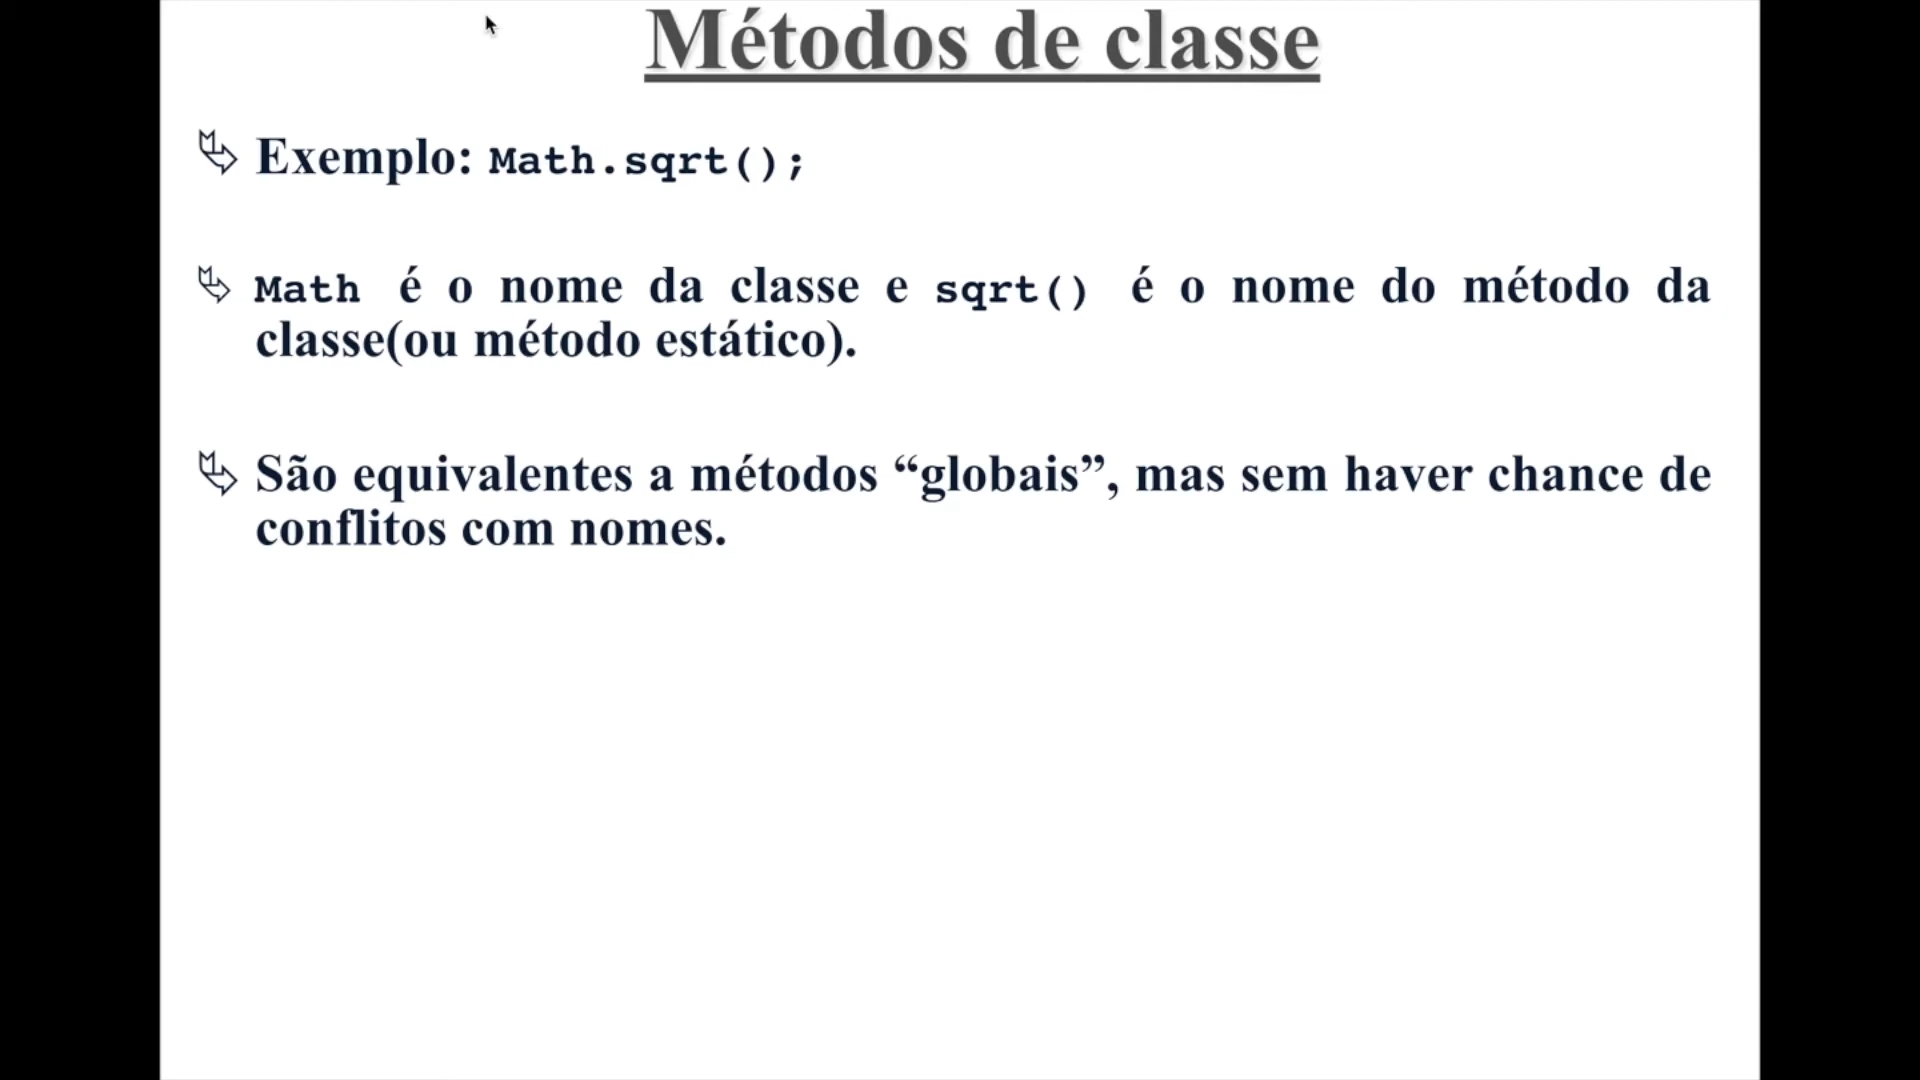 Métodos de classe
Exemplo: Math.sqrt();
Math é o nome da classe e sqrt() é o nome do método da
classe(ou método estático).
São equivalentes a métodos “globais”, mas sem haver chance de
conflitos com nomes.